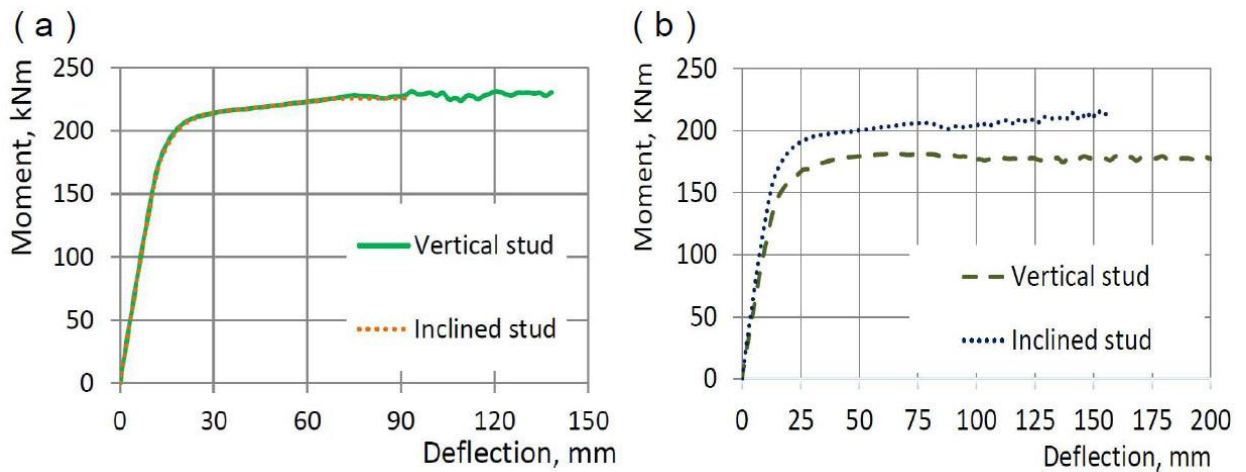 ( a )
Moment, kNm
250
200
150
100
50
0
0 30 60 90 120 150
Deflection, mm
Vertical stud
Inclined stud
( b )
Moment, KNm
250
200
150
100
50
0
0 25 50 75 100 125 150 175 200
Deflection, mm
Vertical stud
Inclined stud